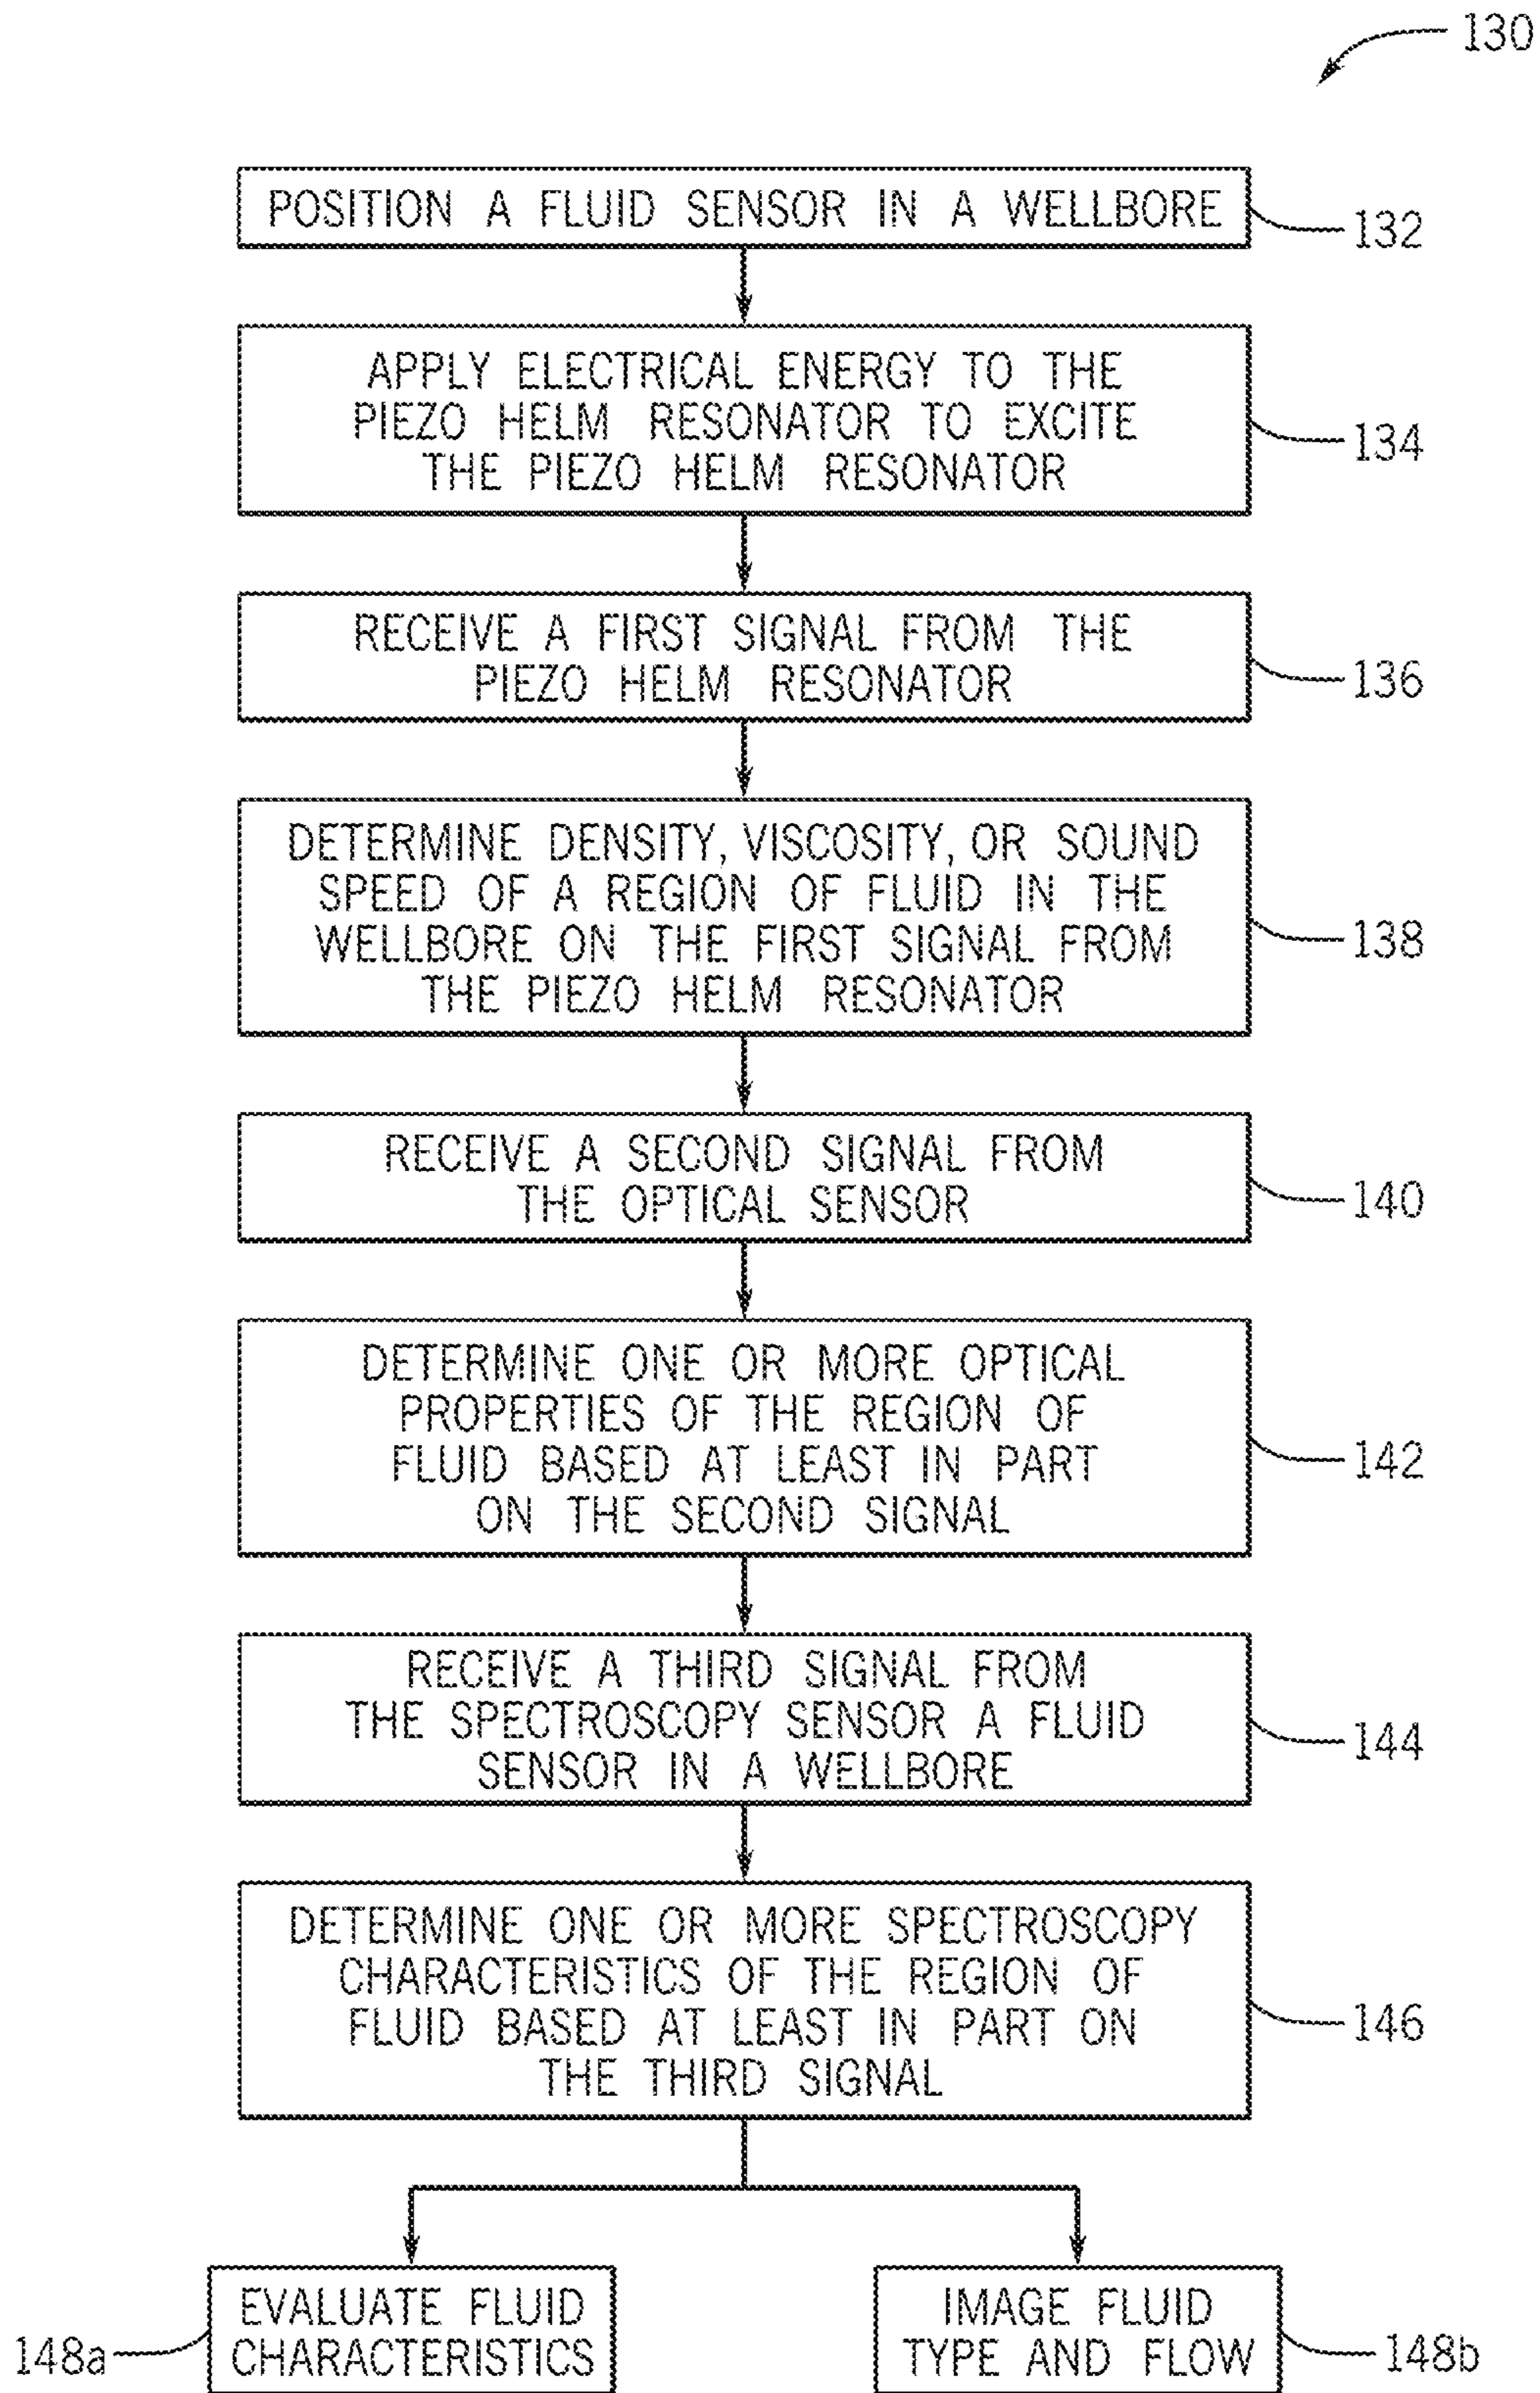 130
POSITION A FLUID SENSOR IN A WELLBORE
132
APPLY ELECTRICAL ENERGY TO THE
PIEZO HELM RESONATOR TO EXCITE
THE PIEZO HELM RESONATOR
134
RECEIVE A FIRST SIGNAL FROM THE
PIEZO HELM RESONATOR
136
DETERMINE DENSITY, VISCOSITY, OR SOUND
SPEED OF A REGION OF FLUID IN THE
WELLBORE ON THE FIRST SIGNAL FROM
THE PIEZO HELM RESONATOR
138
RECEIVE A SECOND SIGNAL FROM
THE OPTICAL SENSOR
140
DETERMINE ONE OR MORE OPTICAL
PROPERTIES OF THE REGION OF
FLUID BASED AT LEAST IN PART
ON THE SECOND SIGNAL
142
RECEIVE A THIRD SIGNAL FROM
THE SPECTROSCOPY SENSOR A FLUID
SENSOR IN A WELLBORE
144
DETERMINE ONE OR MORE SPECTROSCOPY
CHARACTERISTICS OF THE REGION OF
FLUID BASED AT LEAST IN PART ON
THE THIRD SIGNAL
146
EVALUATE FLUID
CHARACTERISTICS
148a
IMAGE FLUID
TYPE AND FLOW
148b